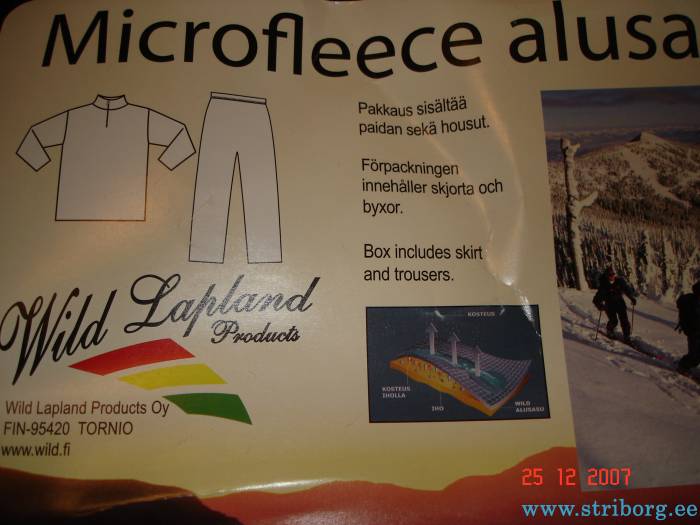 Microfleece alusa
Pakkaus sisältää
paidan sekä housut.
Förpackningen
innehåller skjorta och
byxor.
Box includes skirt
and trousers.
Wild Lapland
Products
KOSTEUS
KOSTEUS
IHOLLA
IHO
WILD
ALUSASU
Wild Lapland Products Oy
FIN-95420 TORNIO
www.wild.fi
25 12 2007
www.striborg.ee